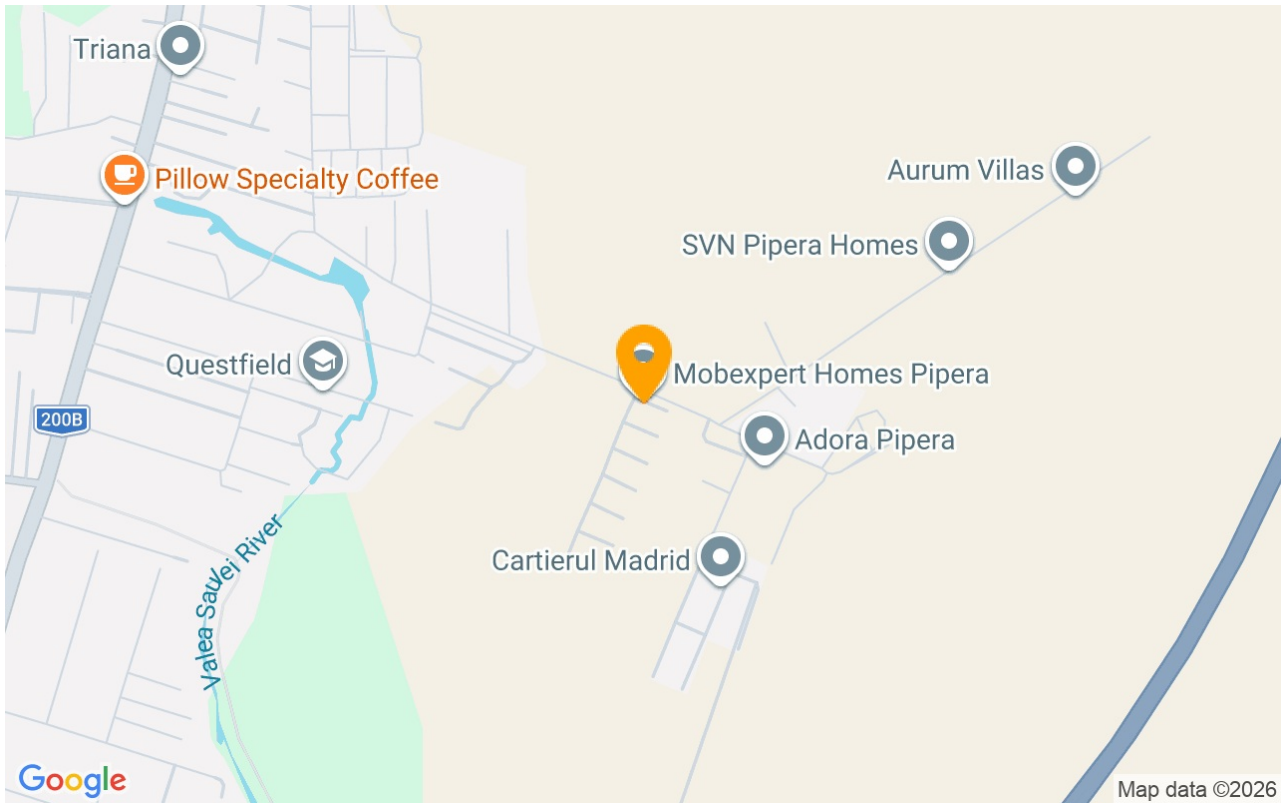 Triana
Pillow Specialty Coffee
Aurum Villas
SVN Pipera Homes
Questfield
Mobexpert Homes Pipera
200B
Adora Pipera
Cartierul Madrid
Valea Saulei River
Google
Map data ©2026